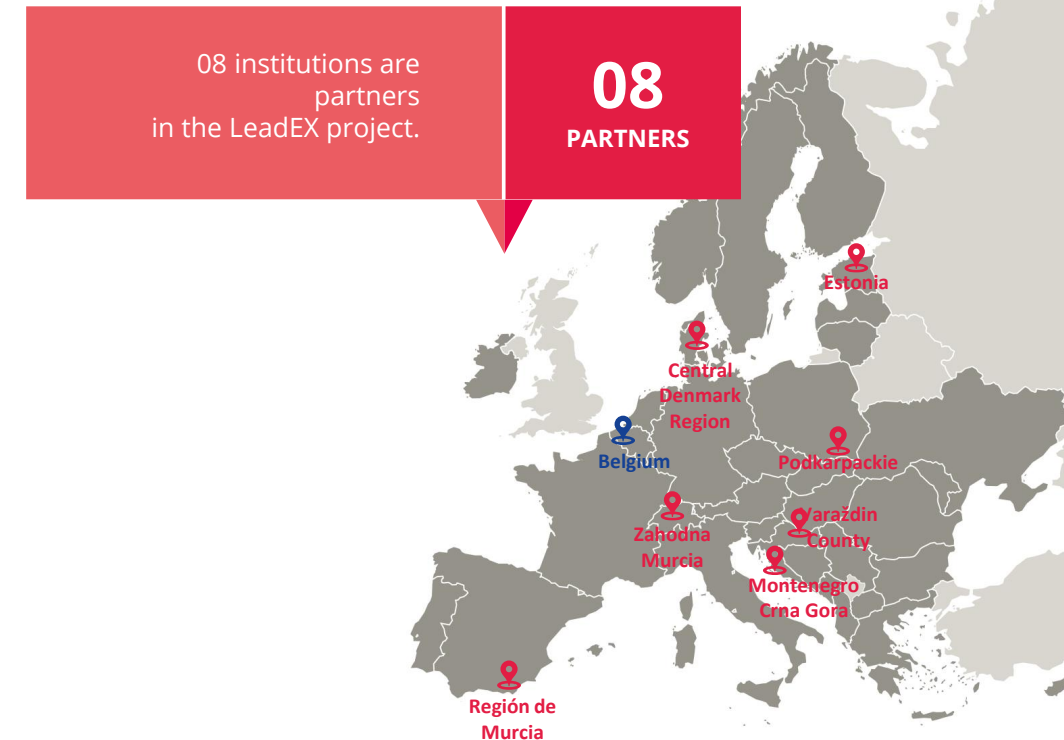 08 institutions are
partners
in the LeadEX project.
08
PARTNERS
Estonia
Central
Denmark
Region
Belgium
Podkarpackie
Zahodna
Murcia
Varaždin
County
Montenegro
Crna Gora
Región de
Murcia